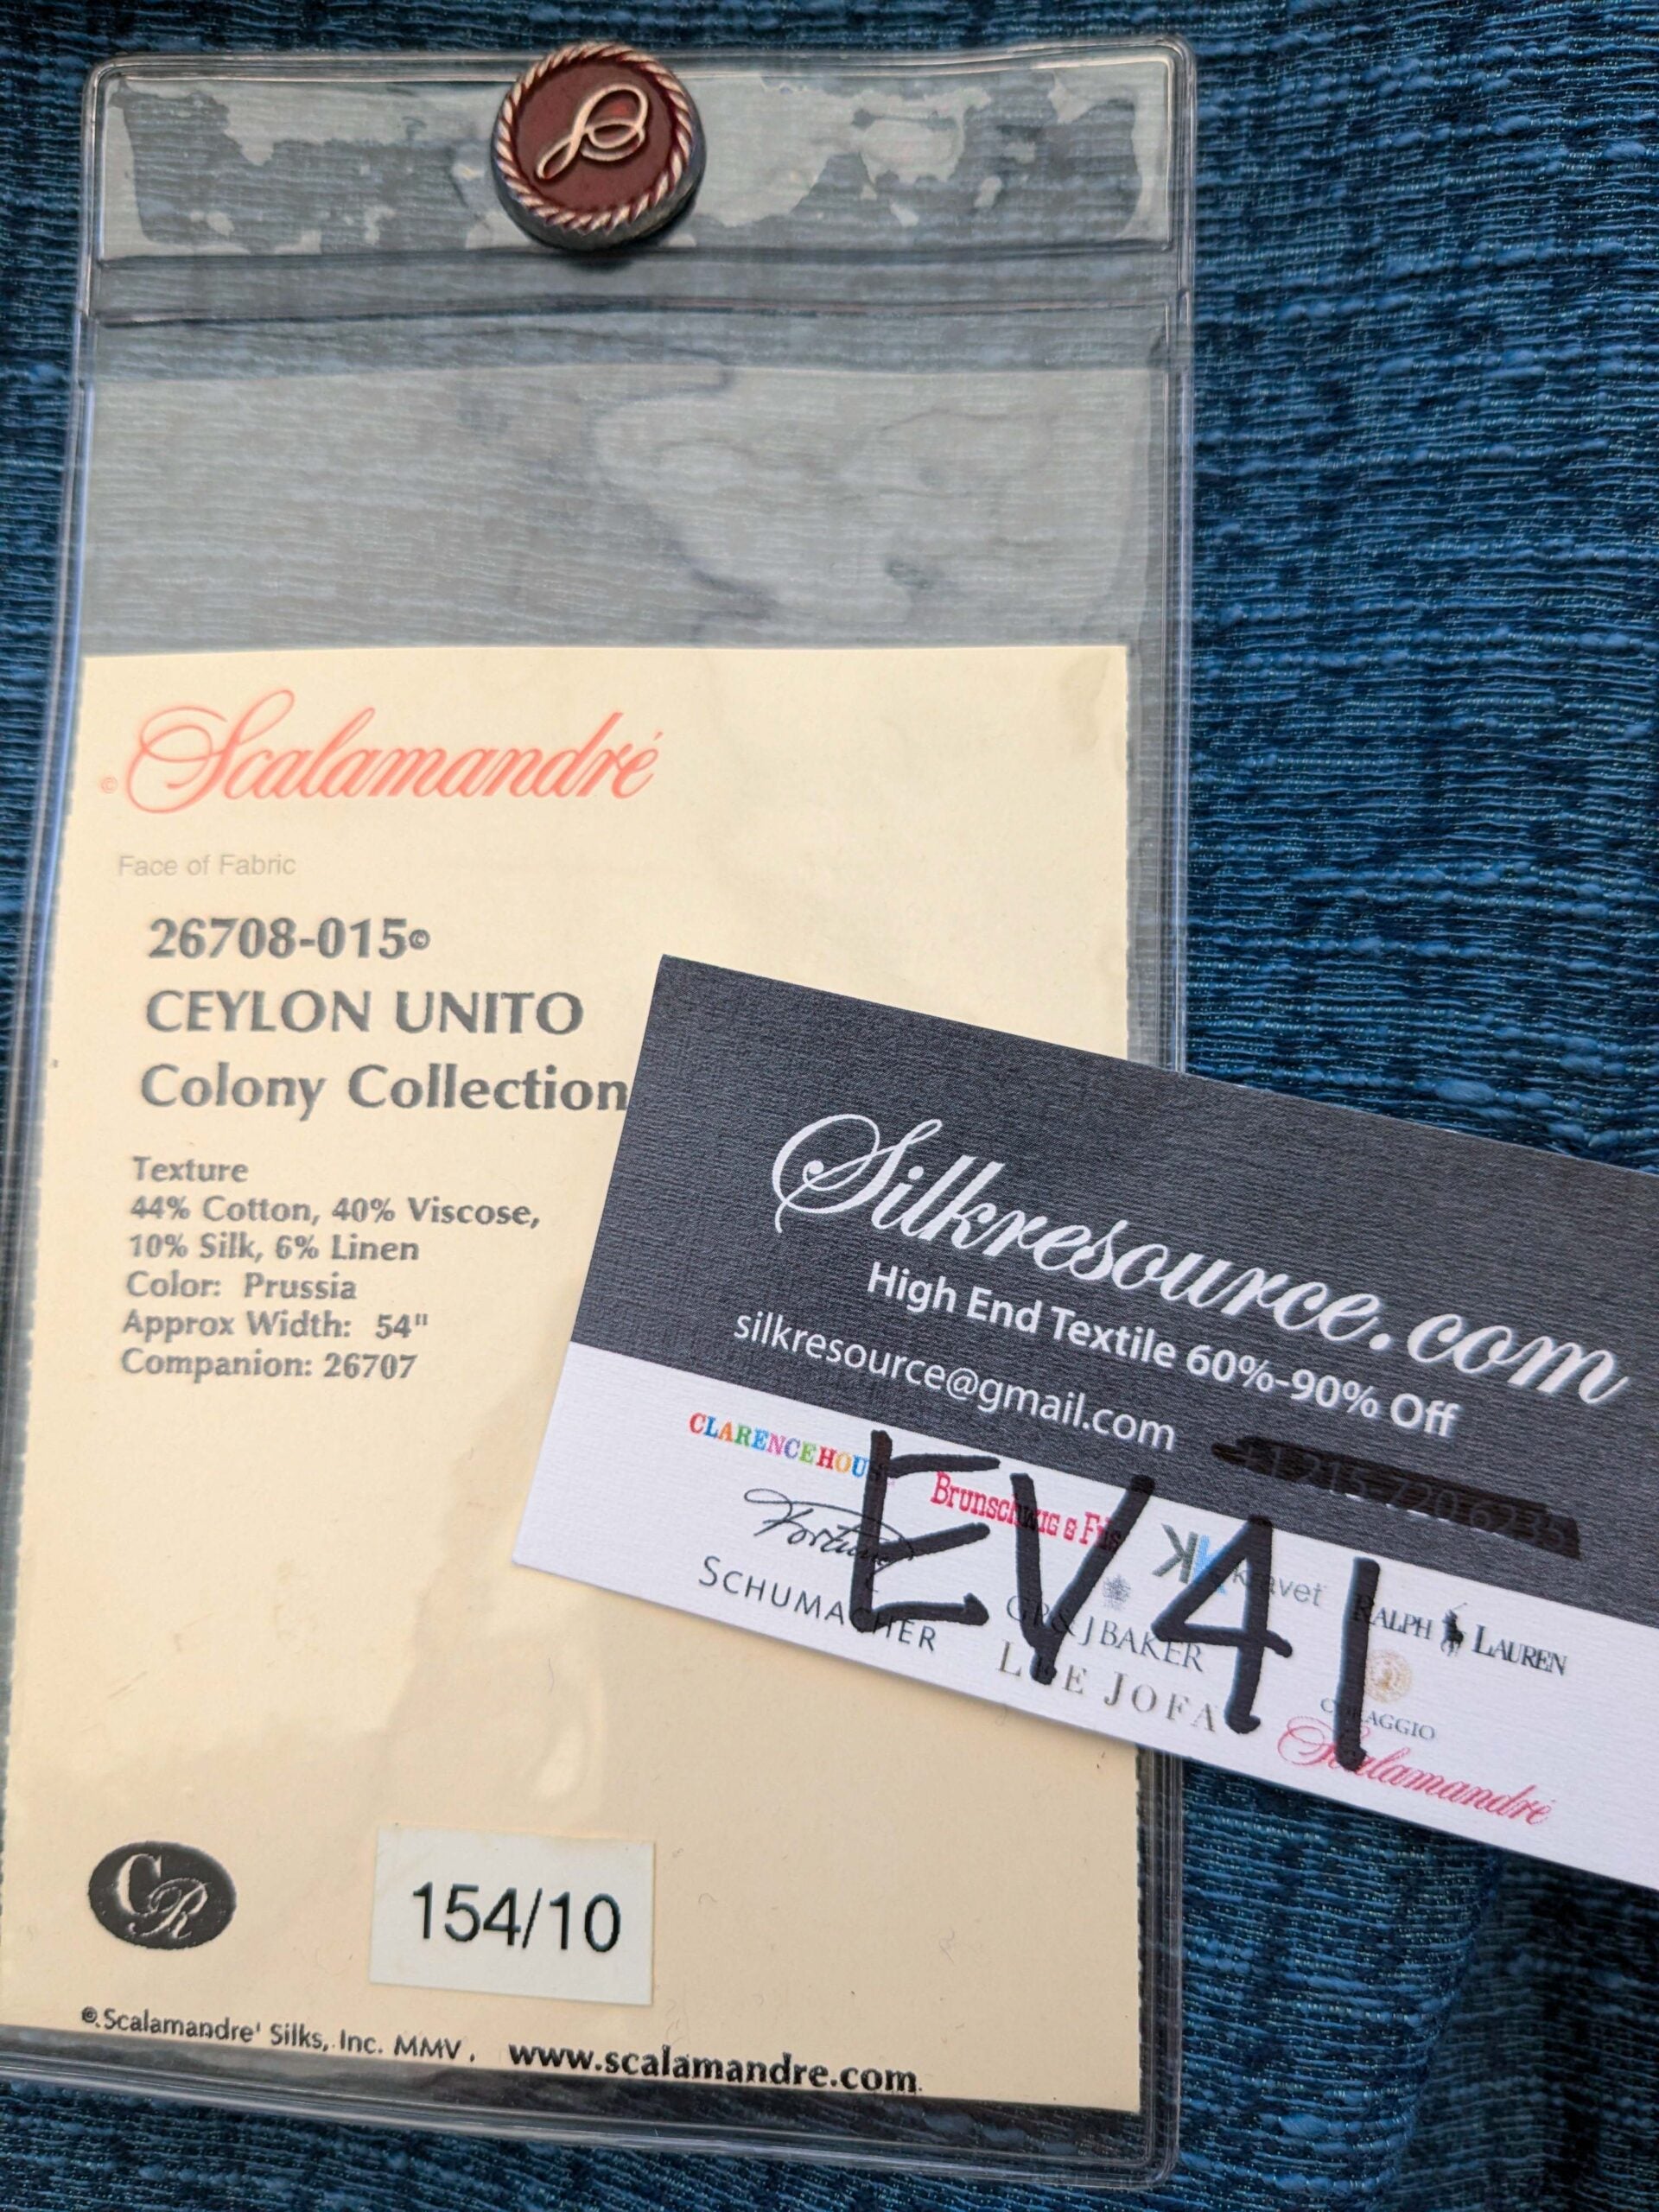 © Scalamandré
Face of Fabric
26708-015©
CEYLON UNITO
Colony Collection
Texture
44% Cotton, 40% Viscose,
10% Silk, 6% Linen
Color: Prussia
Approx Width: 54"
Companion: 26707
CR
154/10
© Scalamandre' Silks, Inc. MMV. www.scalamandre.com
Silkresource.com
High End Textile 60%-90% Off
silkresource@gmail.com
EV41
CLARENCE HOUSE
Brunschwig & Fils
kravet
RALPH LAUREN
Fortuny
SCHUMACHER
GP & J BAKER
LEE JOFA
CORAGGIO
Scalamandré